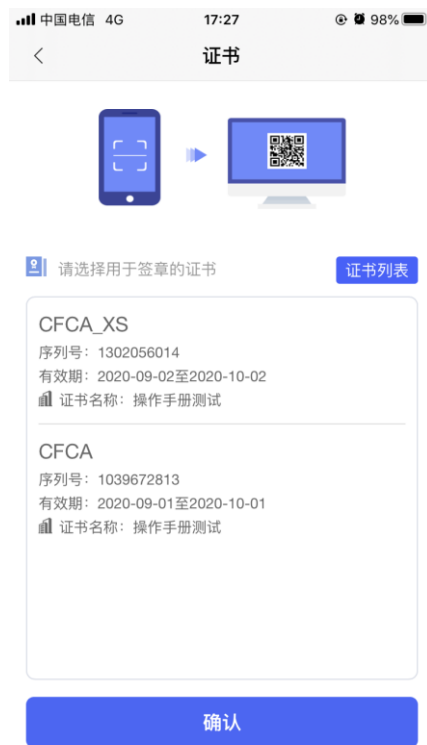 中国电信 4G 17:27 98%
证书
请选择用于签章的证书 证书列表
CFCA_XS
序列号：1302056014
有效期：2020-09-02至2020-10-02
证书名称：操作手册测试
CFCA
序列号：1039672813
有效期：2020-09-01至2020-10-01
证书名称：操作手册测试
确认